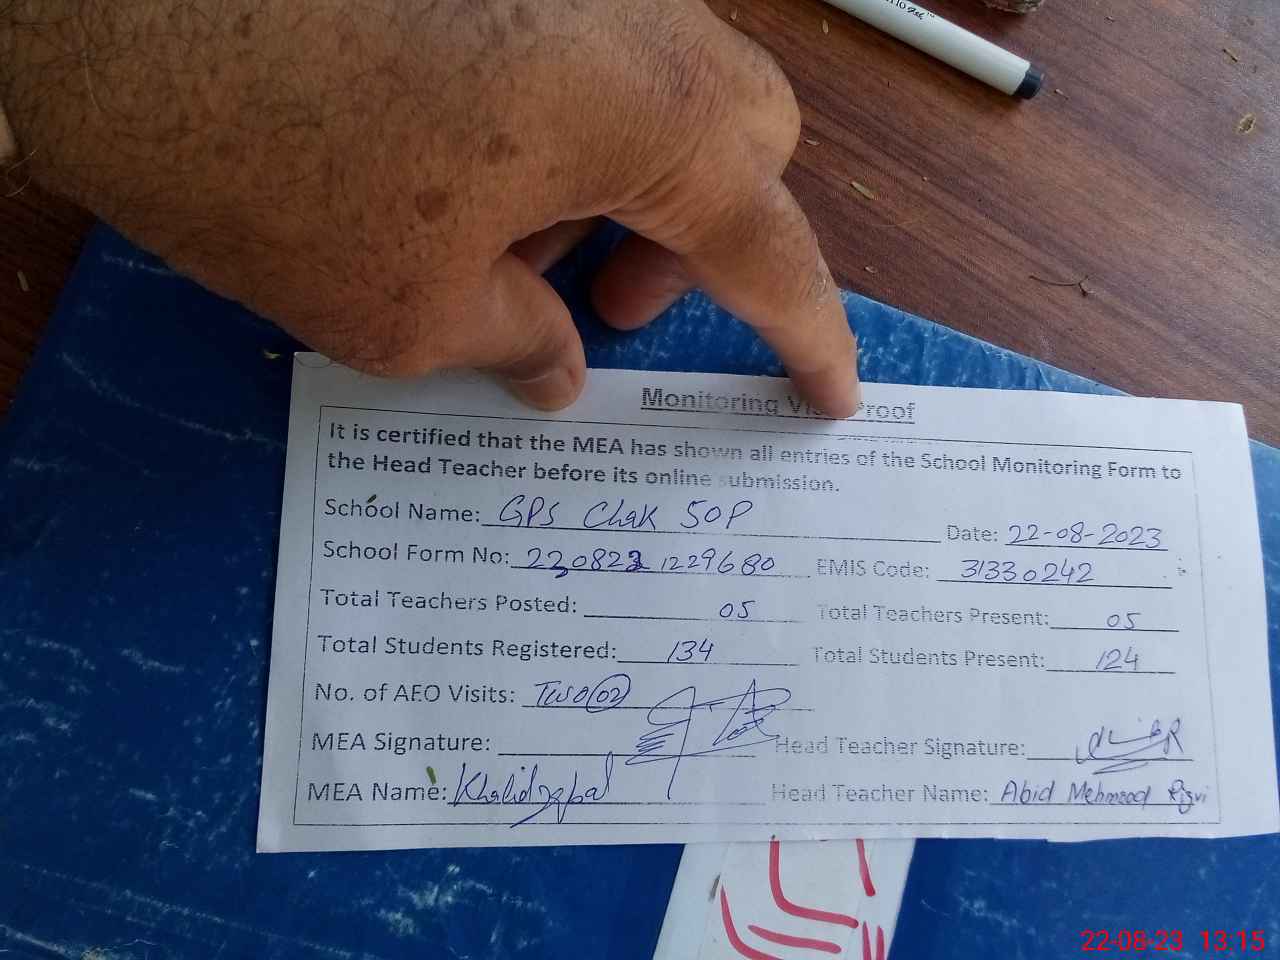 Monitoring Vis Proof
It is certified that the MEA has shown all entries of the School Monitoring Form to
the Head Teacher before its online submission.
School Name: GPS Chak 50P
Date: 22-08-2023
School Form No: 220822 1229680 EMIS Code: 31330242
Total Teachers Posted: 05 Total Teachers Present: 05
Total Students Registered: 134 Total Students Present: 124
No. of AEO Visits: Two (02)
MEA Signature: Head Teacher Signature:
MEA Name: Khalid Iqbal Head Teacher Name: Abid Mehmood Rizvi
22-08-23 13:15